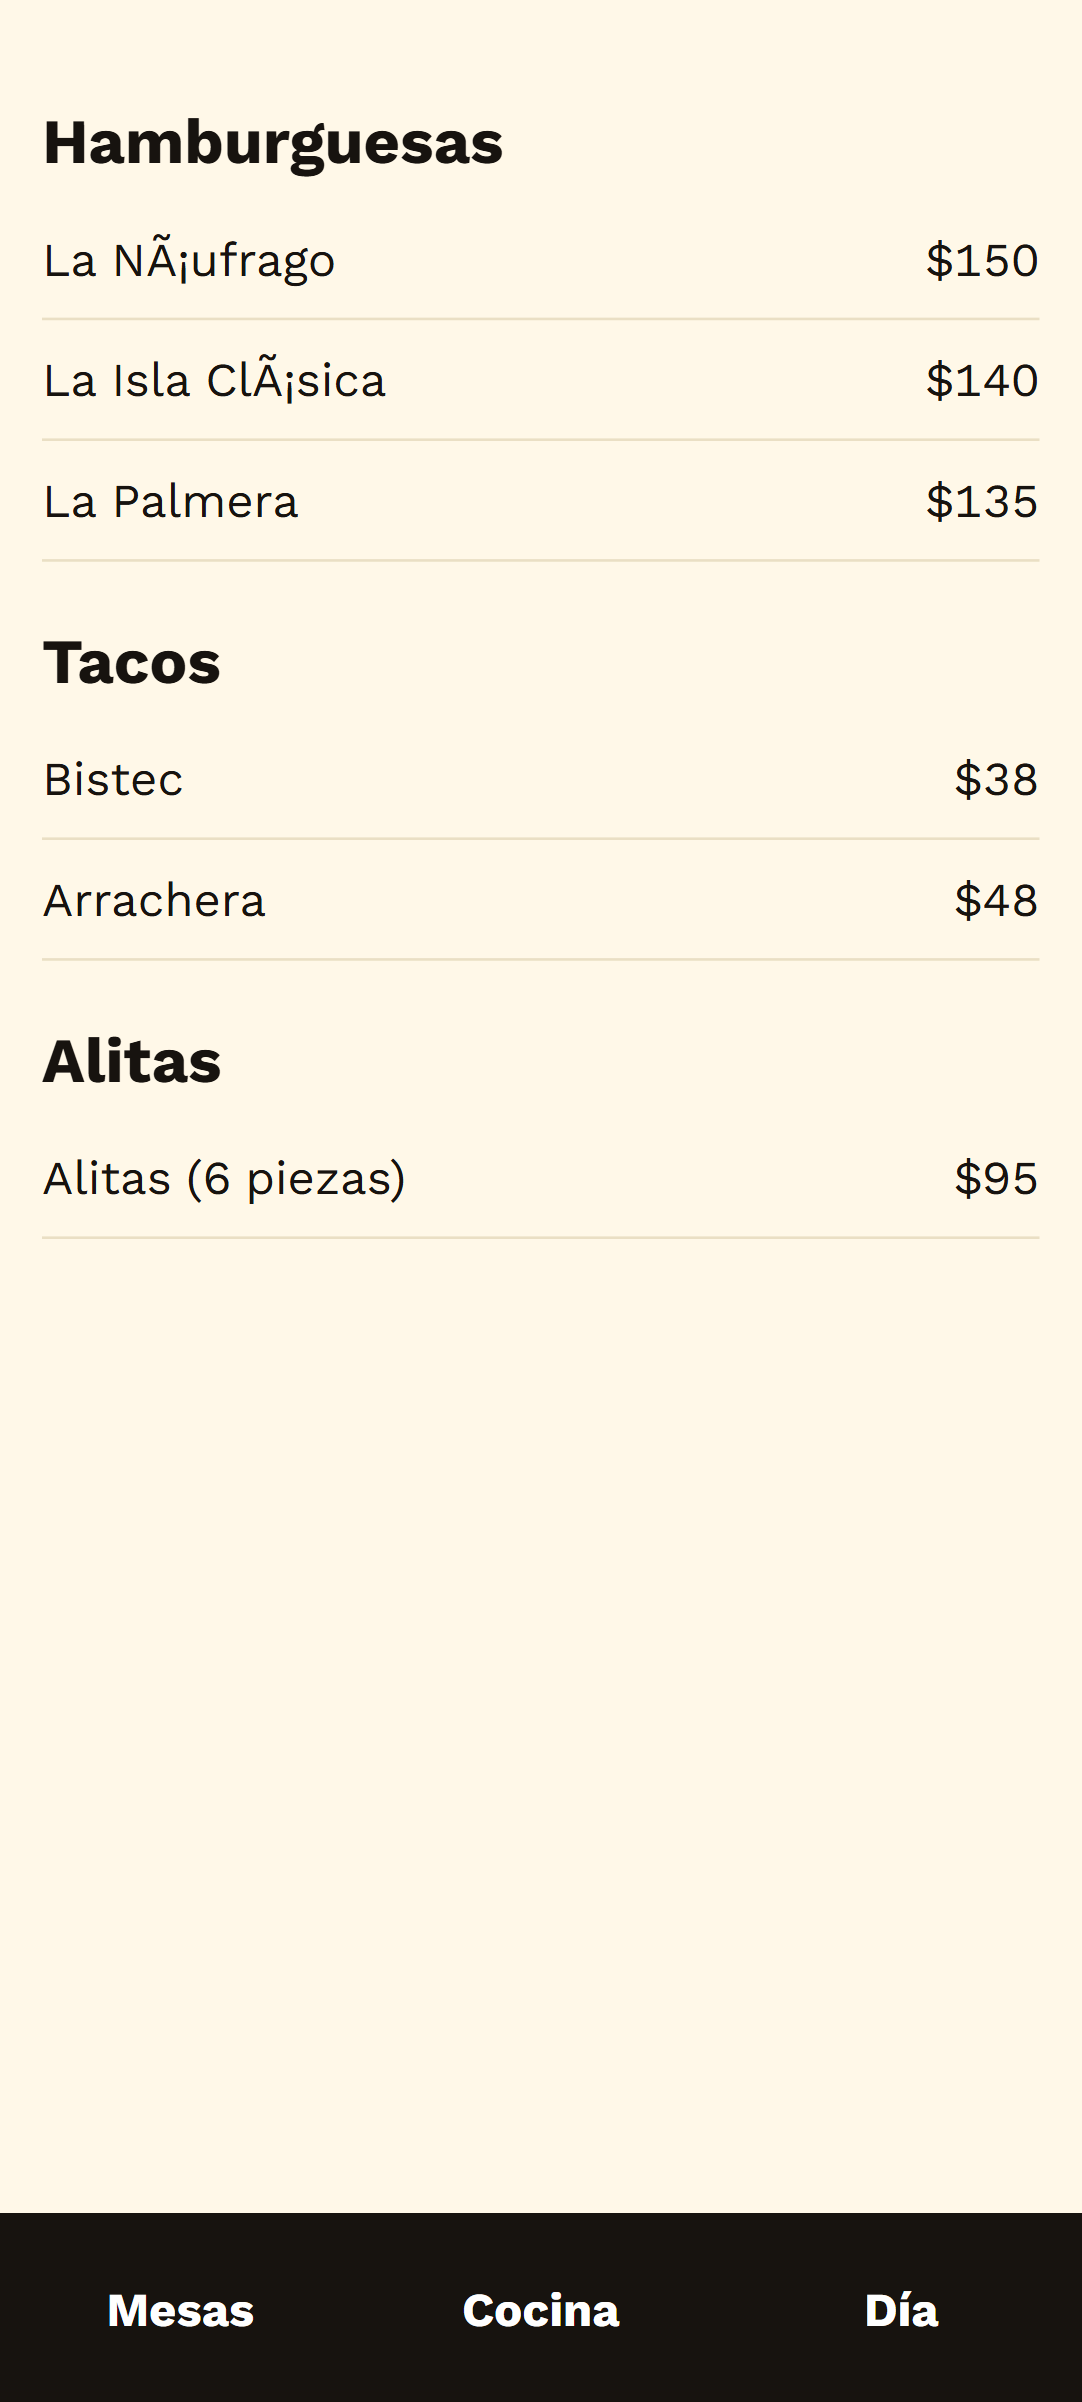 Hamburguesas
La NÃ¡ufrago $150
La Isla ClÃ¡sica $140
La Palmera $135
Tacos
Bistec $38
Arrachera $48
Alitas
Alitas (6 piezas) $95
Mesas Cocina Día